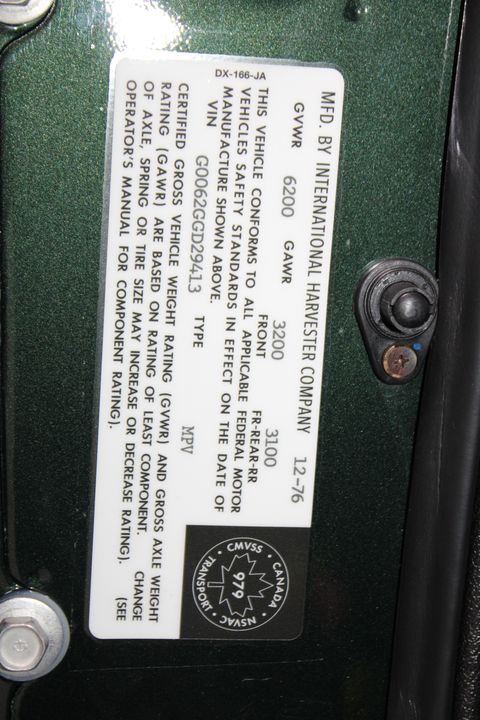 DX-166-JA
MFD. BY INTERNATIONAL HARVESTER COMPANY 12-76
GVWR 6200 GAWR 3200 3100
FRONT FR-REAR-RR
THIS VEHICLE CONFORMS TO ALL APPLICABLE FEDERAL MOTOR
VEHICLES SAFETY STANDARDS IN EFFECT ON THE DATE OF
MANUFACTURE SHOWN ABOVE.
VIN G0062GGD29413 TYPE MPV
CERTIFIED GROSS VEHICLE WEIGHT RATING (GVWR) AND GROSS AXLE WEIGHT
RATING (GAWR) ARE BASED ON RATING OF LEAST COMPONENT. CHANGE
OF AXLE, SPRING OR TIRE SIZE MAY INCREASE OR DECREASE RATING). (SEE
OPERATOR'S MANUAL FOR COMPONENT RATING).
CMVSS • CANADA • NSVAC • TRANSPORT •
979